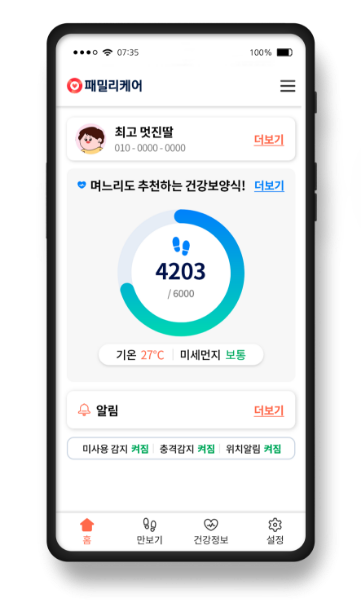 07:35 100%
패밀리케어
최고 멋진딸
010 - 0000 - 0000
더보기
며느리도 추천하는 건강보양식! 더보기
4203
/ 6000
기온 27°C 미세먼지 보통
알림 더보기
미사용 감지 켜짐 충격감지 켜짐 위치알림 켜짐
홈 만보기 건강정보 설정